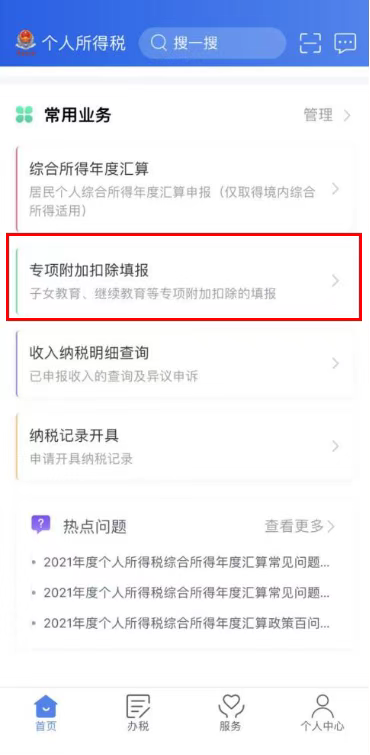 个人所得税 搜一搜
常用业务 管理
综合所得年度汇算
居民个人综合所得年度汇算申报（仅取得境内综合
所得适用）
专项附加扣除填报
子女教育、继续教育等专项附加扣除的填报
收入纳税明细查询
已申报收入的查询及异议申诉
纳税记录开具
申请开具纳税记录
热点问题 查看更多
2021年度个人所得税综合所得年度汇算常见问题...
2021年度个人所得税综合所得年度汇算常见问题...
2021年度个人所得税综合所得年度汇算政策百问...
首页 办税 服务 个人中心